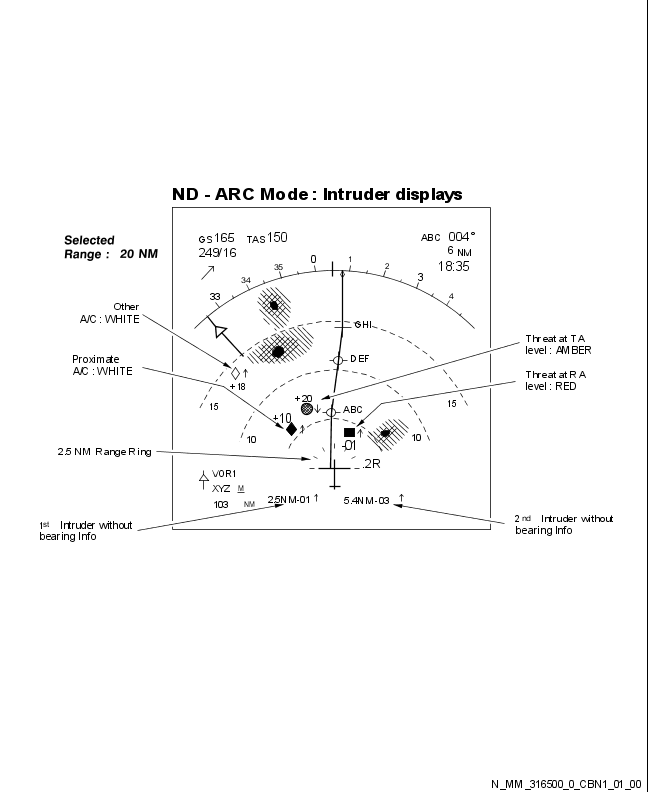 ND - ARC Mode : Intruder displays
Selected
Range : 20 NM
GS 165 TAS 150
249/16
ABC 004°
6 NM
18:35
33 34 35 0 1 2 3 4
Other
A/C : WHITE
Proximate
A/C : WHITE
GHI
DEF
ABC
Threat at TA
level : AMBER
Threat at RA
level : RED
+18
+20
+10
-01
15
15
10
10
2.5 NM Range Ring
.2R
VOR1
XYZ M
103 NM
2.5NM-01
5.4NM-03
1st Intruder without
bearing Info
2nd Intruder without
bearing Info
N_MM_316500_0_CBN1_01_00